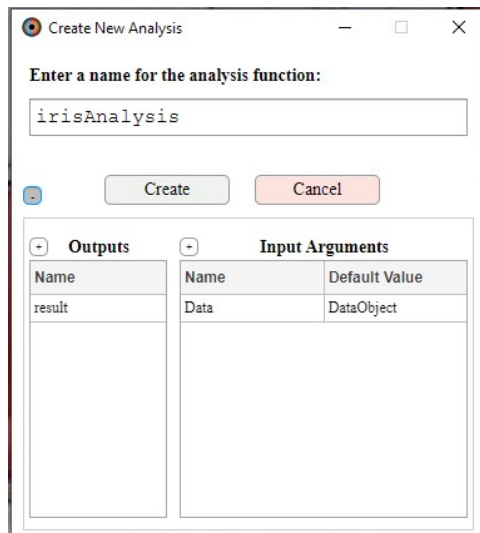 Create New Analysis
Enter a name for the analysis function:
irisAnalysis
Create Cancel
Outputs Input Arguments
Name Name Default Value
result Data DataObject